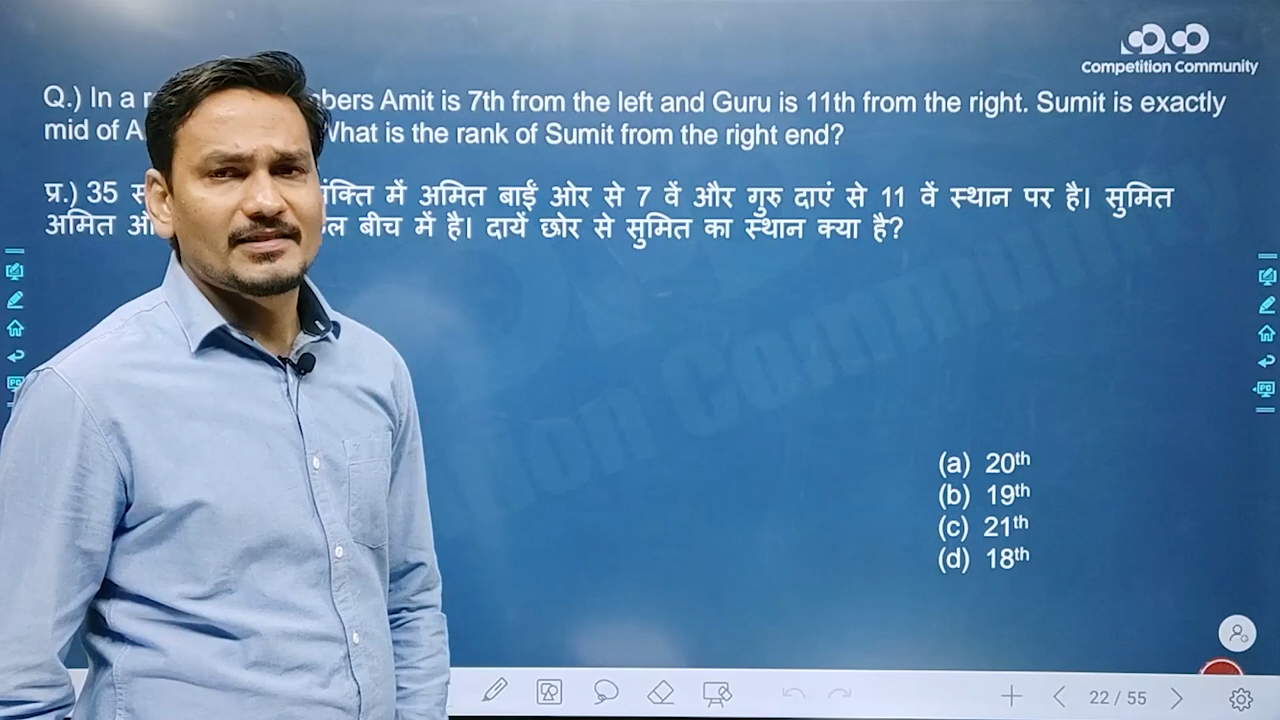 Competition Community
Q.) In a Amit is 7th from the left and Guru is 11th from the right. Sumit is exactly
mid of What is the rank of Sumit from the right end?
प्र.) 35 में अमित बाईं ओर से 7 वें और गुरु दाएं से 11 वें स्थान पर है। सुमित
अमित बीच में है। दायें छोर से सुमित का स्थान क्या है?
(a) 20th
(b) 19th
(c) 21th
(d) 18th
22 / 55